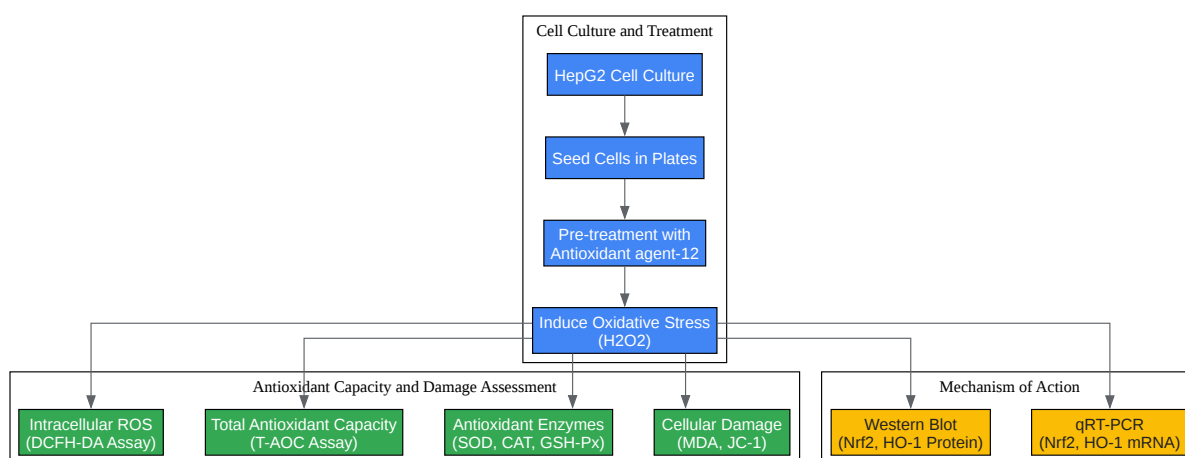 Cell Culture and Treatment
HepG2 Cell Culture
Seed Cells in Plates
Pre-treatment with
Antioxidant agent-12
Induce Oxidative Stress
(H2O2)
Antioxidant Capacity and Damage Assessment
Intracellular ROS
(DCFH-DA Assay)
Total Antioxidant Capacity
(T-AOC Assay)
Antioxidant Enzymes
(SOD, CAT, GSH-Px)
Cellular Damage
(MDA, JC-1)
Mechanism of Action
Western Blot
(Nrf2, HO-1 Protein)
qRT-PCR
(Nrf2, HO-1 mRNA)